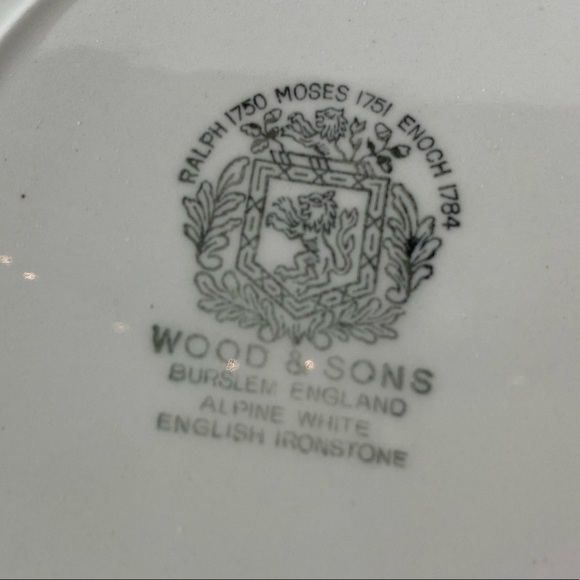 RALPH 1750 MOSES 1751 ENOCH 1784
WOOD & SONS
BURSLEM ENGLAND
ALPINE WHITE
ENGLISH IRONSTONE